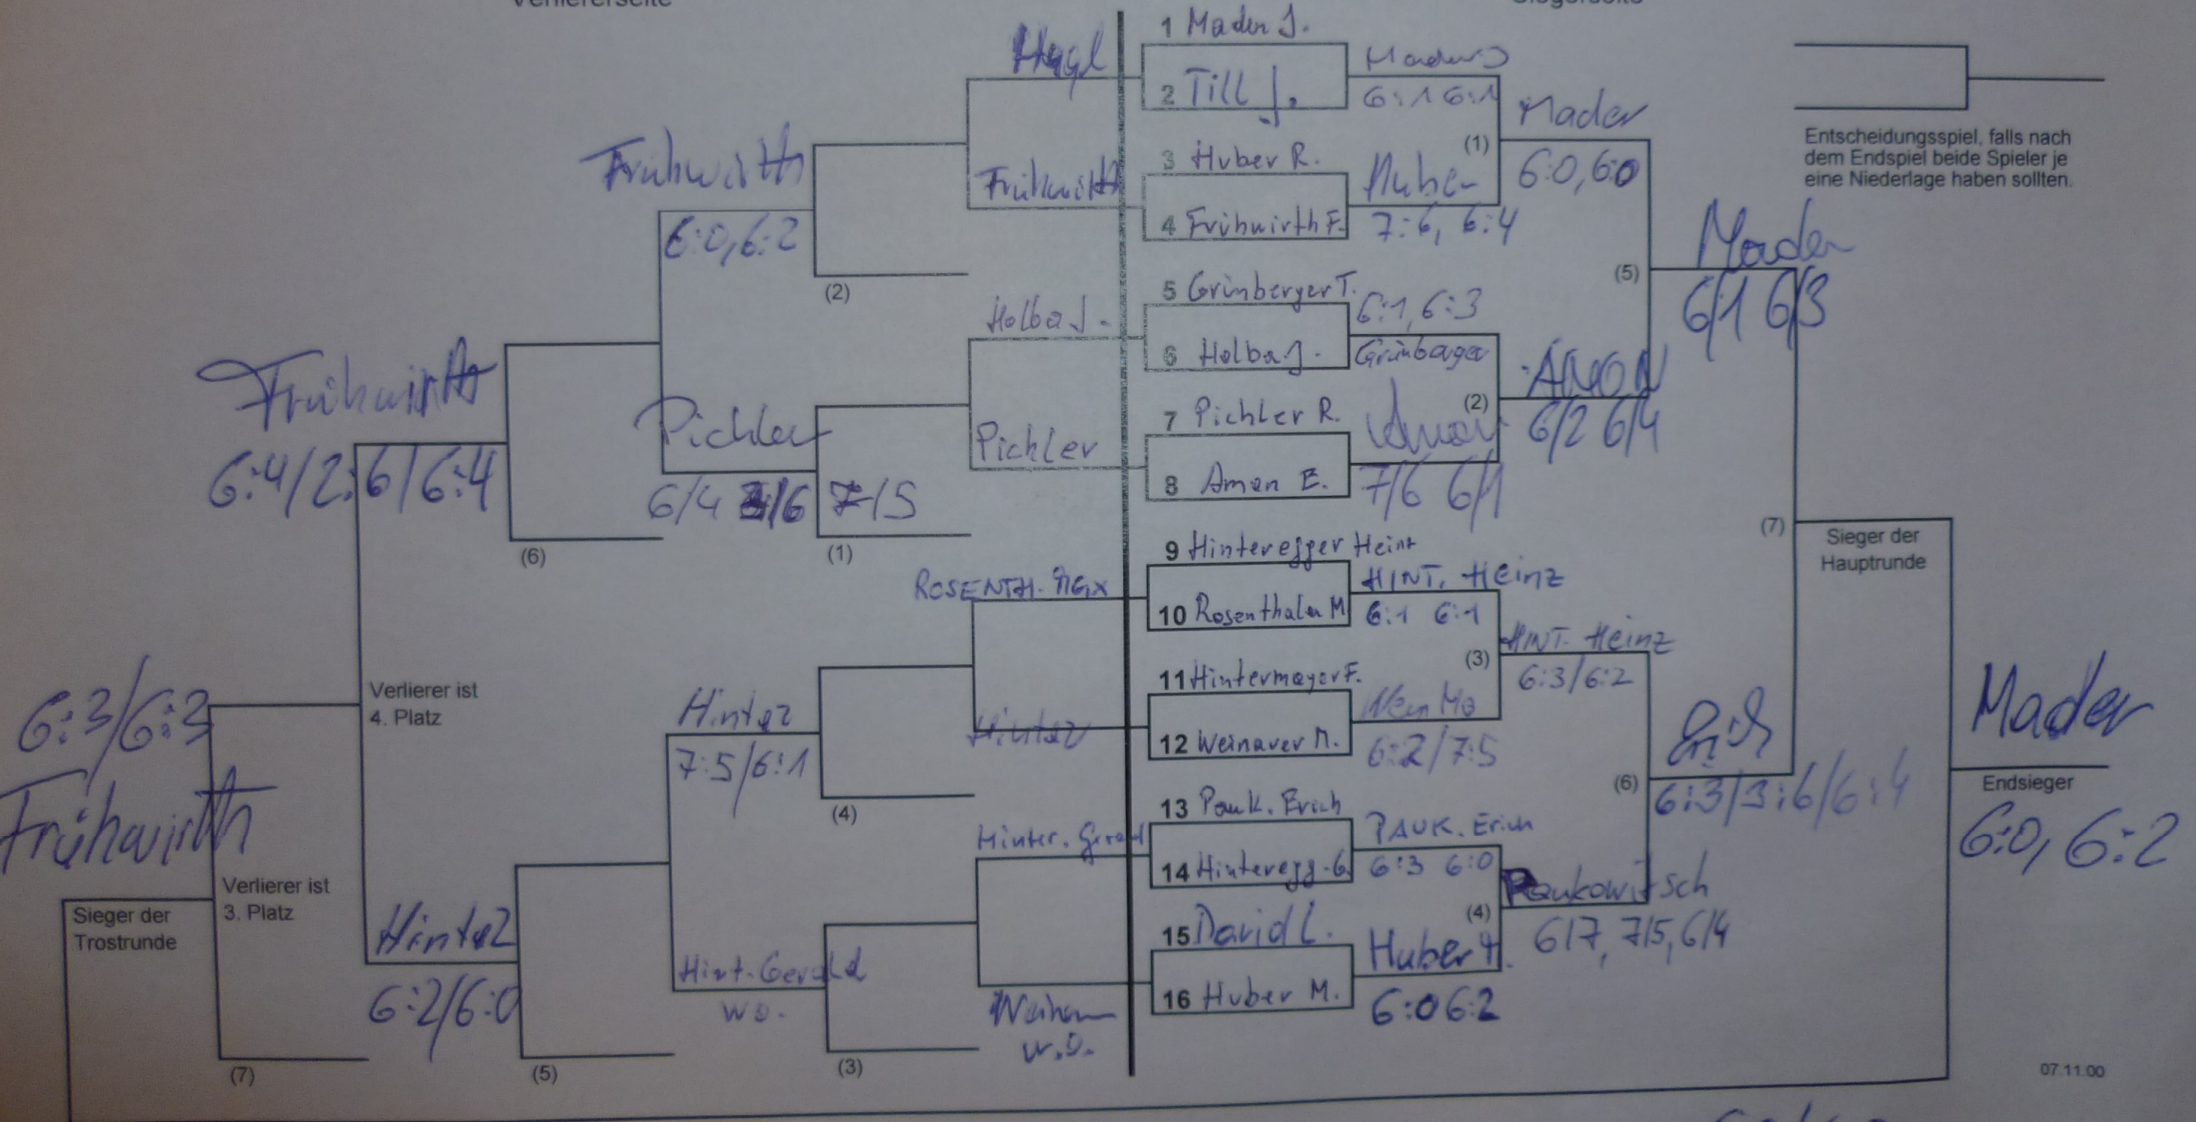 Verliererseite
Siegerseite
1 Mader J.
2 Till J.
3 Huber R.
4 Frühwirth F.
5 Grünberger T.
6 Holba J.
7 Pichler R.
8 Amon E.
9 Hinteregger Heinz
10 Rosenthaler M
11 Hintermayer F.
12 Weinauer M.
13 Pauk. Erich
14 Hinteregg. G.
15 David L.
16 Huber M.
Mader J
6:1 6:1
Huber
7:6, 6:4
6:1, 6:3
Grünberger
Amon
7/6 6/1
HINT. Heinz
6:1 6:1
6:2/7:5
PAUK. Erich
6:3 6:0
Huber M.
6:0 6:2
(1)
Mader
6:0, 6:0
(2)
AMON
6/2 6/4
(3)
HINT. Heinz
6:3/6:2
(4)
Paukowitsch
6/7, 7/5, 6/4
(5)
Mader
6/1 6/3
(6)
Erich
6:3/3:6/6:4
(7)
Sieger der
Hauptrunde
Mader
Endsieger
6:0, 6:2
Entscheidungsspiel, falls nach
dem Endspiel beide Spieler je
eine Niederlage haben sollten.
07.11.00
Frühwirth
Holba J.
Pichler
ROSENTH. Max
Hinter. Gerald
W.O.
Frühwirth
6:0, 6:2
(2)
Pichler
6/4 3/6 7/5
(1)
7:5/6:1
(4)
Hint. Gerald
WO.
(3)
Frühwirth
6:4/2:6/6:4
(6)
6:2/6:0
(5)
Verlierer ist
4. Platz
6:3/6:3
Frühwirth
Verlierer ist
3. Platz
(7)
Sieger der
Trostrunde